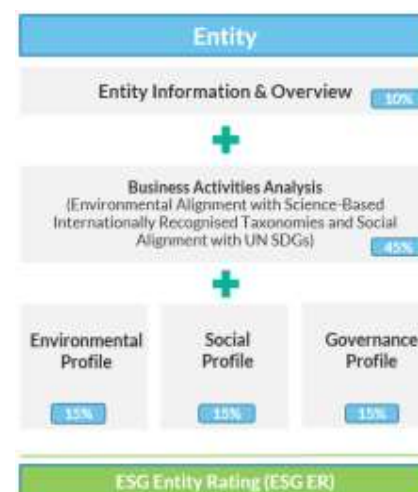 Entity
Entity Information & Overview
10%
+
Business Activities Analysis
(Environmental Alignment with Science-Based
Internationally Recognised Taxonomies and Social
Alignment with UN SDGs)
45%
+
Environmental
Profile
15%
Social
Profile
15%
Governance
Profile
15%
ESG Entity Rating (ESG ER)